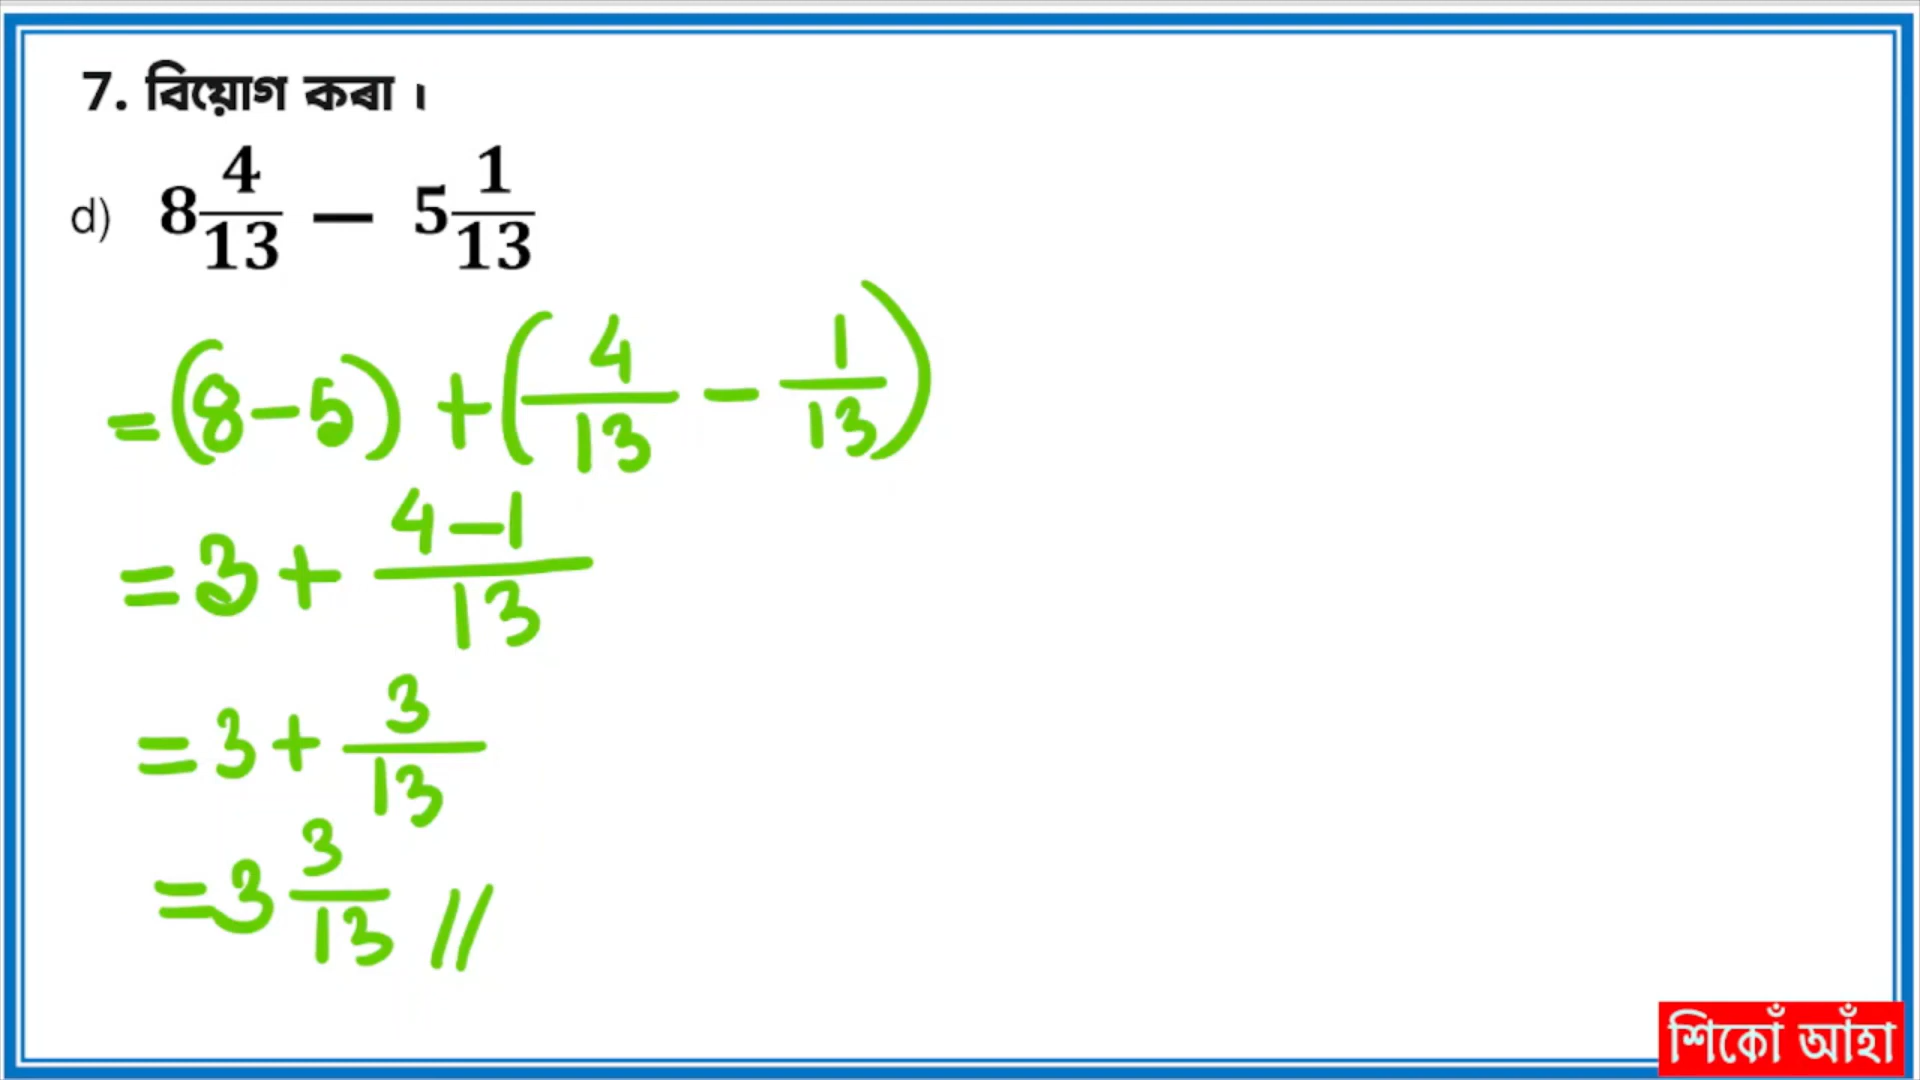 7. বিয়োগ কৰা ।
d) 8 4/13 — 5 1/13
= (8 - 5) + (4/13 - 1/13)
= 3 + (4-1)/13
= 3 + 3/13
= 3 3/13 //
শিকোঁ আঁহা